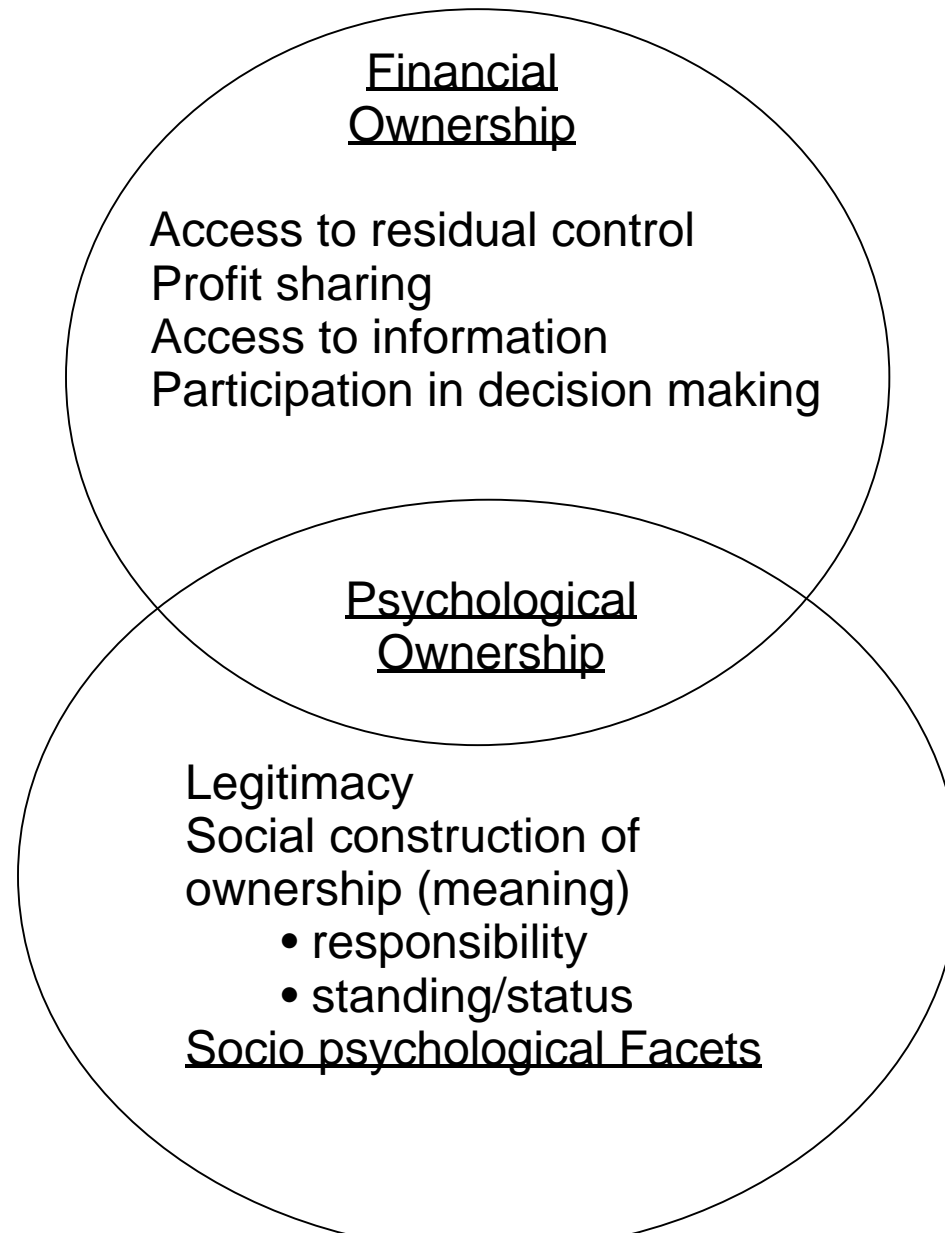 Financial
Ownership
Access to residual control
Profit sharing
Access to information
Participation in decision making
Psychological
Ownership
Legitimacy
Social construction of
ownership (meaning)
• responsibility
• standing/status
Socio psychological Facets